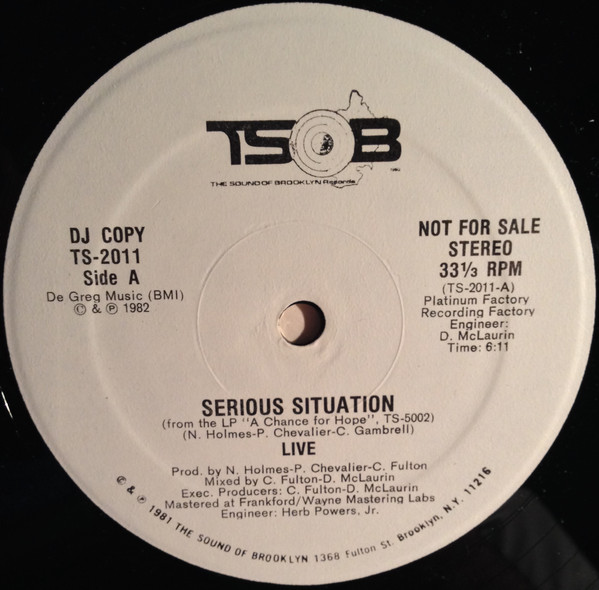 TSOB
THE SOUND OF BROOKLYN Records
DJ COPY
TS-2011
Side A
De Greg Music (BMI)
© & ℗ 1982
NOT FOR SALE
STEREO
33⅓ RPM
(TS-2011-A)
Platinum Factory
Recording Factory
Engineer:
D. McLaurin
Time: 6:11
SERIOUS SITUATION
(from the LP "A Chance for Hope", TS-5002)
(N. Holmes-P. Chevalier-C. Gambrell)
LIVE
Prod. by N. Holmes-P. Chevalier-C. Fulton
Mixed by C. Fulton-D. McLaurin
Exec. Producers: C. Fulton-D. McLaurin
Mastered at Frankford/Wayne Mastering Labs
Engineer: Herb Powers, Jr.
© & ℗ 1981 THE SOUND OF BROOKLYN 1368 Fulton St. Brooklyn, N.Y. 11216